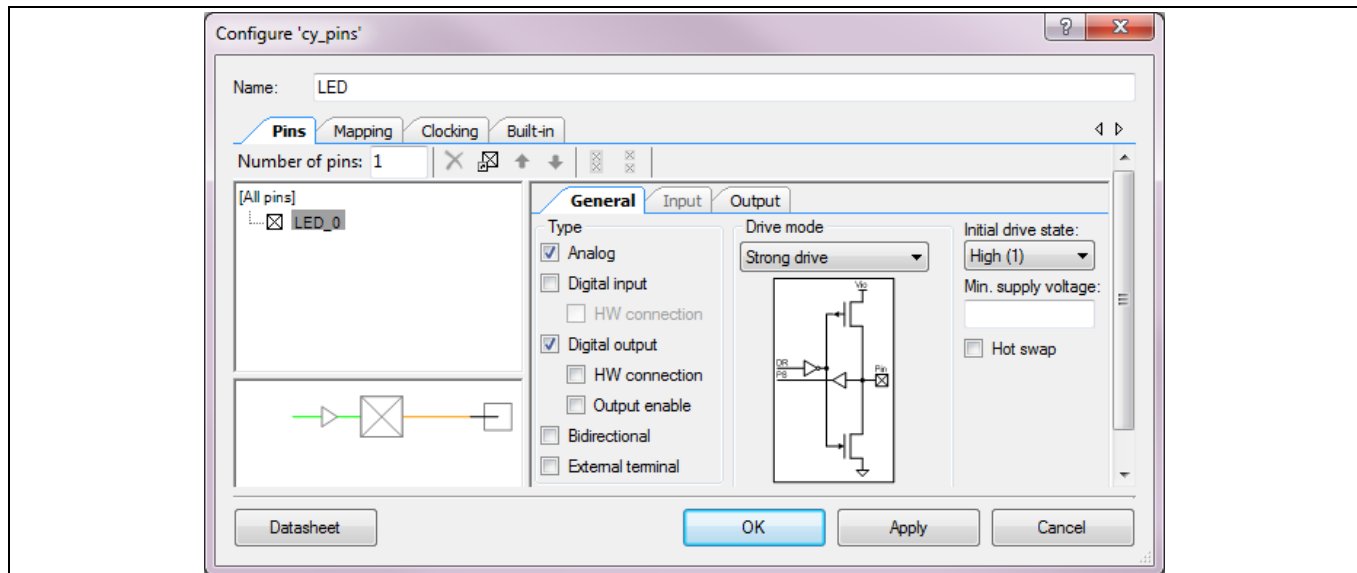 Configure 'cy_pins'
Name: LED
Pins Mapping Clocking Built-in
Number of pins: 1
[All pins]
LED_0
General Input Output
Type
Analog
Digital input
HW connection
Digital output
HW connection
Output enable
Bidirectional
External terminal
Drive mode
Strong drive
Vio
DR
PS
Pin
Initial drive state:
High (1)
Min. supply voltage:
Hot swap
Datasheet OK Apply Cancel